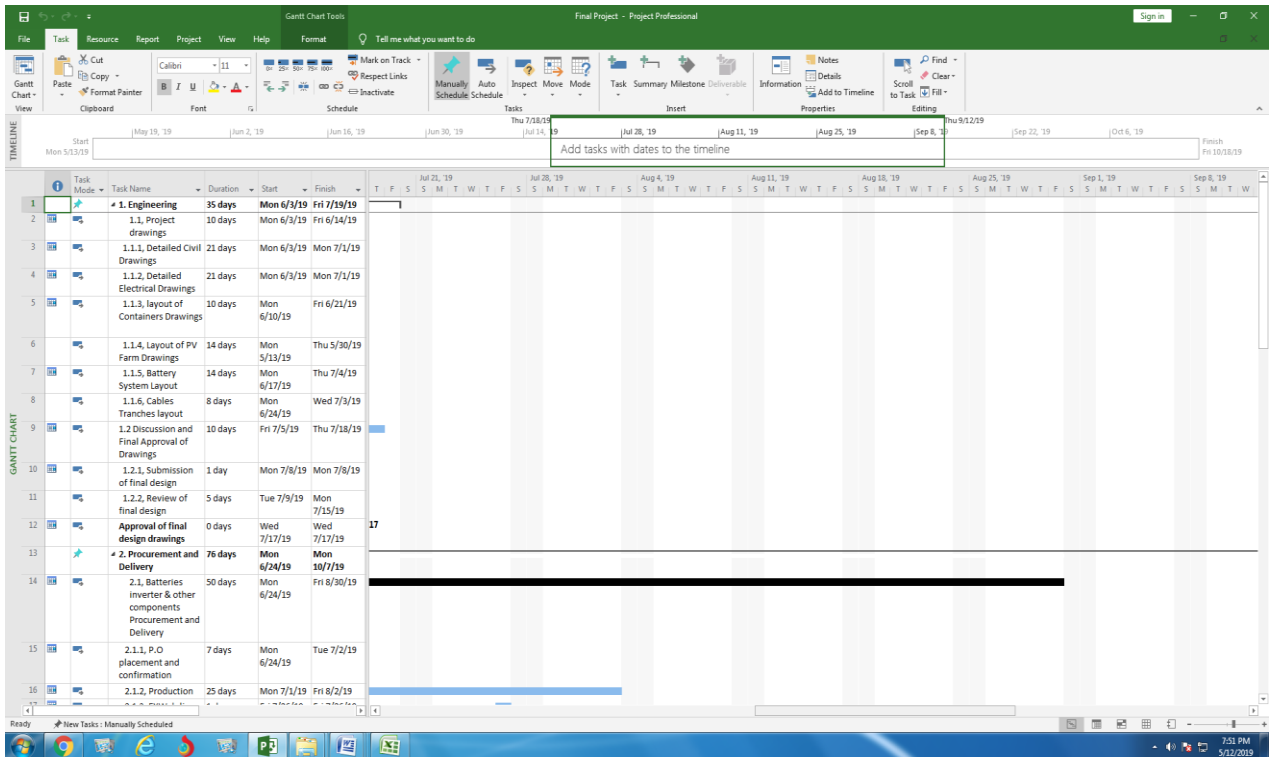 Gantt Chart Tools
Final Project - Project Professional
Sign in
File Task Resource Report Project View Help Format Tell me what you want to do
Gantt Chart
View
Paste
Cut
Copy
Format Painter
Clipboard
Calibri 11
B I U A
Font
0× 25× 50× 75× 100×
Mark on Track
Respect Links
Inactivate
Schedule
Manually Schedule
Auto Schedule
Inspect Move Mode
Tasks
Task Summary Milestone Deliverable
Insert
Information
Notes
Details
Add to Timeline
Properties
Scroll to Task
Find
Clear
Fill
Editing
TIMELINE
Thu 7/18/19
Thu 9/12/19
May 19, '19 Jun 2, '19 Jun 16, '19 Jun 30, '19 Jul 14, '19 Jul 28, '19 Aug 11, '19 Aug 25, '19 Sep 8, '19 Sep 22, '19 Oct 6, '19
Start
Mon 5/13/19
Add tasks with dates to the timeline
Finish
Fri 10/18/19
GANTT CHART
Task Mode Task Name Duration Start Finish
Jul 21, '19 Jul 28, '19 Aug 4, '19 Aug 11, '19 Aug 18, '19 Aug 25, '19 Sep 1, '19 Sep 8, '19
T F S S M T W T F S S M T W T F S S M T W T F S S M T W T F S S M T W T F S S M T W T F S S M T W T F S S M T W
1 1. Engineering 35 days Mon 6/3/19 Fri 7/19/19
2 1.1, Project drawings 10 days Mon 6/3/19 Fri 6/14/19
3 1.1.1, Detailed Civil Drawings 21 days Mon 6/3/19 Mon 7/1/19
4 1.1.2, Detailed Electrical Drawings 21 days Mon 6/3/19 Mon 7/1/19
5 1.1.3, layout of Containers Drawings 10 days Mon 6/10/19 Fri 6/21/19
6 1.1.4, Layout of PV Farm Drawings 14 days Mon 5/13/19 Thu 5/30/19
7 1.1.5, Battery System Layout 14 days Mon 6/17/19 Thu 7/4/19
8 1.1.6, Cables Tranches layout 8 days Mon 6/24/19 Wed 7/3/19
9 1.2 Discussion and Final Approval of Drawings 10 days Fri 7/5/19 Thu 7/18/19
10 1.2.1, Submission of final design 1 day Mon 7/8/19 Mon 7/8/19
11 1.2.2, Review of final design 5 days Tue 7/9/19 Mon 7/15/19
12 Approval of final design drawings 0 days Wed 7/17/19 Wed 7/17/19 17
13 2. Procurement and Delivery 76 days Mon 6/24/19 Mon 10/7/19
14 2.1, Batteries inverter & other components Procurement and Delivery 50 days Mon 6/24/19 Fri 8/30/19
15 2.1.1, P.O placement and confirmation 7 days Mon 6/24/19 Tue 7/2/19
16 2.1.2, Production 25 days Mon 7/1/19 Fri 8/2/19
Ready New Tasks : Manually Scheduled
7:51 PM
5/12/2019